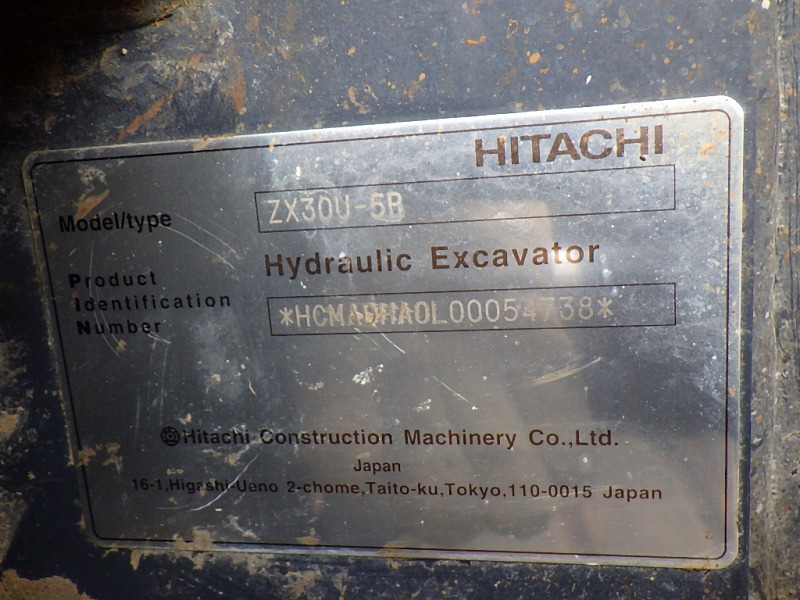 HITACHI
Model/type ZX30U-5B
Hydraulic Excavator
Product
Identification
Number *HCMADHA0L00054738*
Hitachi Construction Machinery Co.,Ltd.
Japan
16-1,Higashi-Ueno 2-chome,Taito-ku,Tokyo,110-0015 Japan